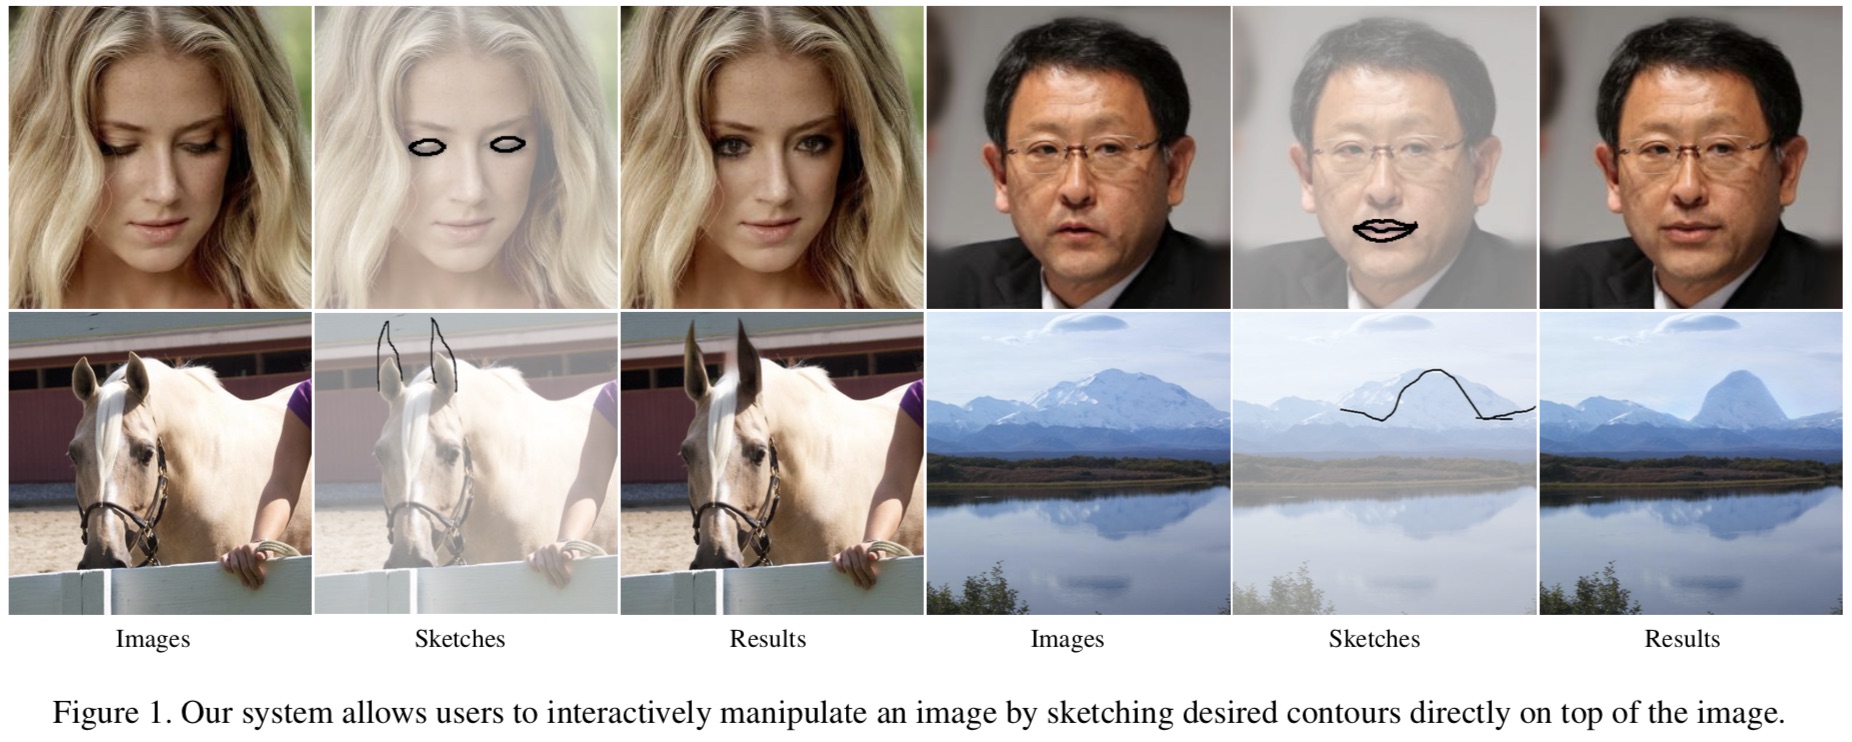 Images Sketches Results Images Sketches Results
Figure 1. Our system allows users to interactively manipulate an image by sketching desired contours directly on top of the image.